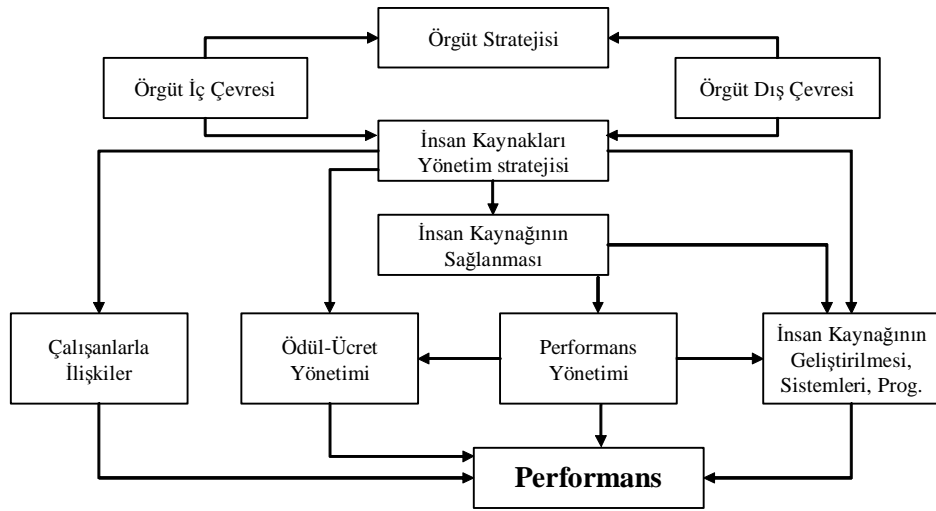 Örgüt Stratejisi
Örgüt İç Çevresi
Örgüt Dış Çevresi
İnsan Kaynakları
Yönetim stratejisi
İnsan Kaynağının
Sağlanması
Çalışanlarla
İlişkiler
Ödül-Ücret
Yönetimi
Performans
Yönetimi
İnsan Kaynağının
Geliştirilmesi,
Sistemleri, Prog.
Performans